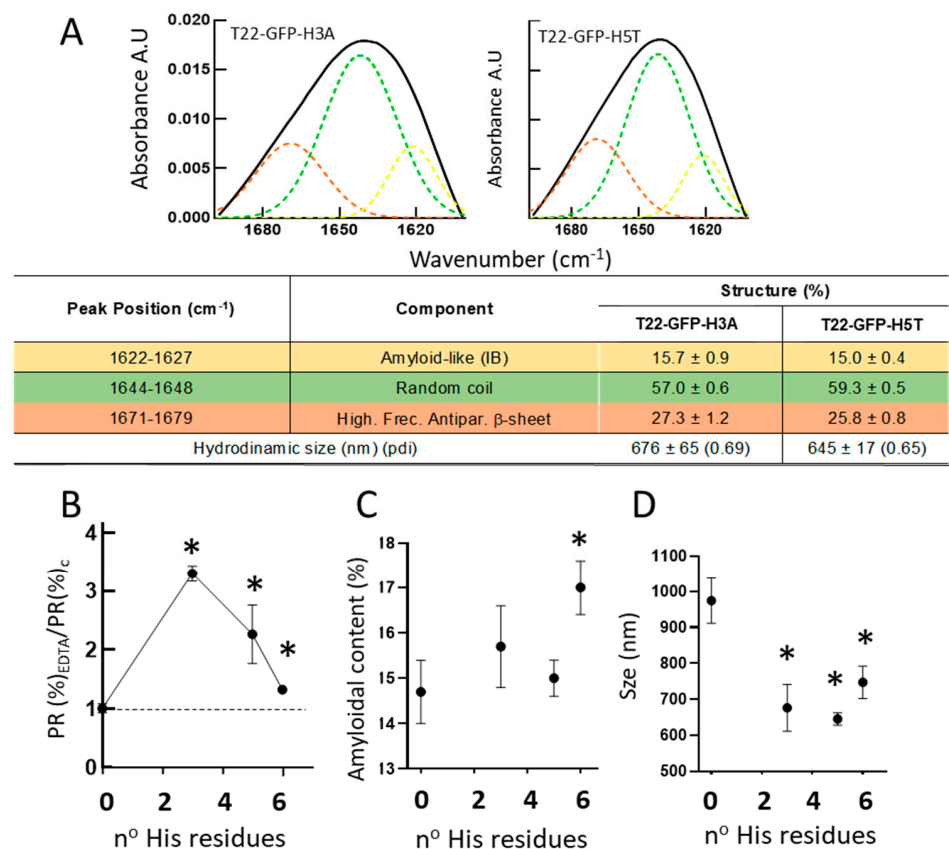 A
T22-GFP-H3A
T22-GFP-H5T
Absorbance A.U
0.020
0.015
0.010
0.005
0.000
1680
1650
1620
Absorbance A.U
1680
1650
1620
Wavenumber (cm⁻¹)
Peak Position (cm⁻¹)
Component
Structure (%)
T22-GFP-H3A
T22-GFP-H5T
1622-1627
Amyloid-like (IB)
15.7 ± 0.9
15.0 ± 0.4
1644-1648
Random coil
57.0 ± 0.6
59.3 ± 0.5
1671-1679
High. Frec. Antipar. β-sheet
27.3 ± 1.2
25.8 ± 0.8
Hydrodinamic size (nm) (pdi)
676 ± 65 (0.69)
645 ± 17 (0.65)
B
PR (%)EDTA/PR(%)c
4
3
2
1
0
*
*
*
0
2
4
6
nº His residues
C
Amyloidal content (%)
18
17
16
15
14
13
*
0
2
4
6
nº His residues
D
Sze (nm)
1100
1000
900
800
700
600
500
*
*
*
0
2
4
6
nº His residues